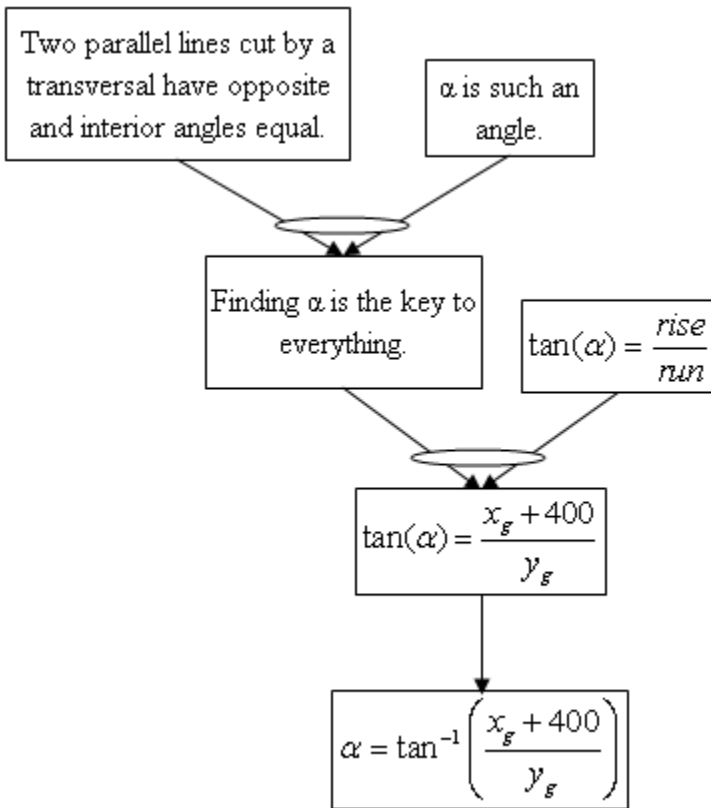 Two parallel lines cut by a
transversal have opposite
and interior angles equal.
α is such an
angle.
Finding α is the key to
everything.
tan(α) = rise/run
tan(α) = (x_g + 400)/y_g
α = tan⁻¹((x_g + 400)/y_g)